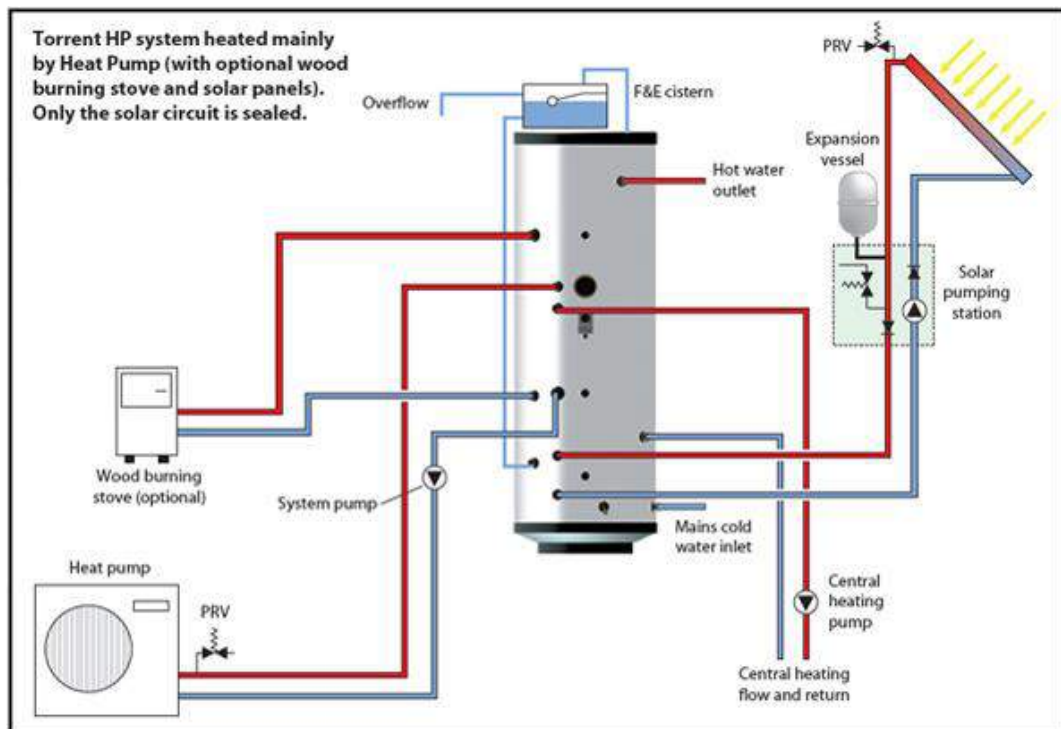 Torrent HP system heated mainly
by Heat Pump (with optional wood
burning stove and solar panels).
Only the solar circuit is sealed.
PRV
Overflow
F&E cistern
Expansion
vessel
Hot water
outlet
Solar
pumping
station
Wood burning
stove (optional)
System pump
Mains cold
water inlet
Heat pump
PRV
Central
heating
pump
Central heating
flow and return